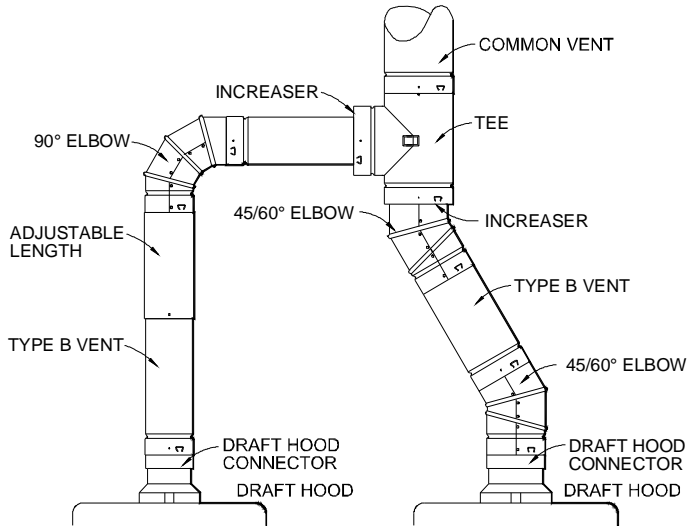 COMMON VENT
INCREASER
TEE
90° ELBOW
45/60° ELBOW
INCREASER
ADJUSTABLE
LENGTH
TYPE B VENT
TYPE B VENT
45/60° ELBOW
DRAFT HOOD
CONNECTOR
DRAFT HOOD
CONNECTOR
DRAFT HOOD
DRAFT HOOD